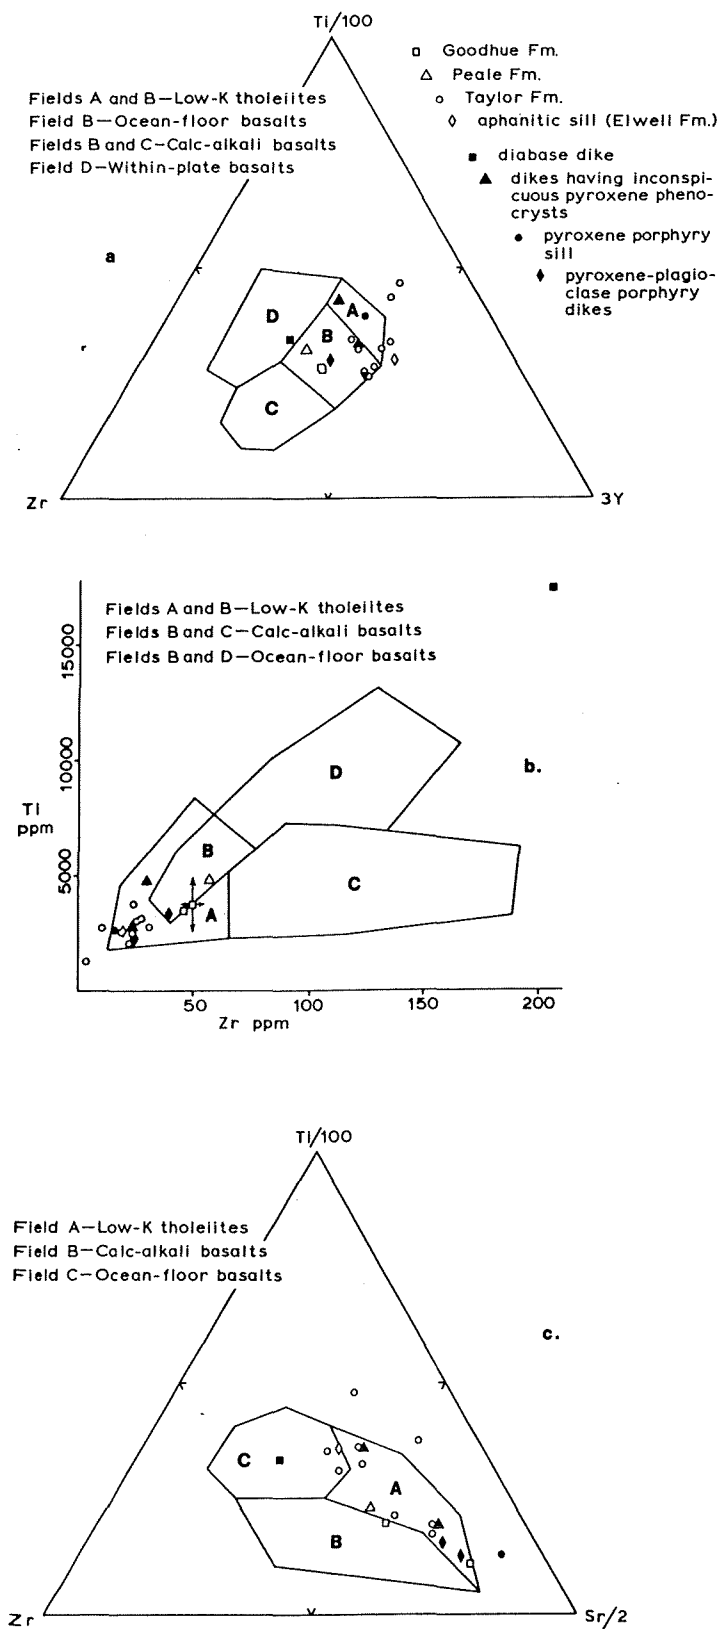 Ti/100
Goodhue Fm.
Peale Fm.
Taylor Fm.
aphanitic sill (Elwell Fm.)
diabase dike
dikes having inconspi-
cuous pyroxene pheno-
crysts
pyroxene porphyry
sill
pyroxene-plagio-
clase porphyry
dikes
Fields A and B—Low-K tholeiites
Field B—Ocean-floor basalts
Fields B and C—Calc-alkali basalts
Field D—Within-plate basalts
a
D
A
B
C
Zr
3Y
Fields A and B—Low-K tholeiites
Fields B and C—Calc-alkali basalts
Fields B and D—Ocean-floor basalts
15000
10000
5000
Ti
ppm
b.
D
B
C
A
50
100
150
200
Zr ppm
Ti/100
Field A—Low-K tholeiites
Field B—Calc-alkali basalts
Field C—Ocean-floor basalts
c.
C
A
B
Zr
Sr/2